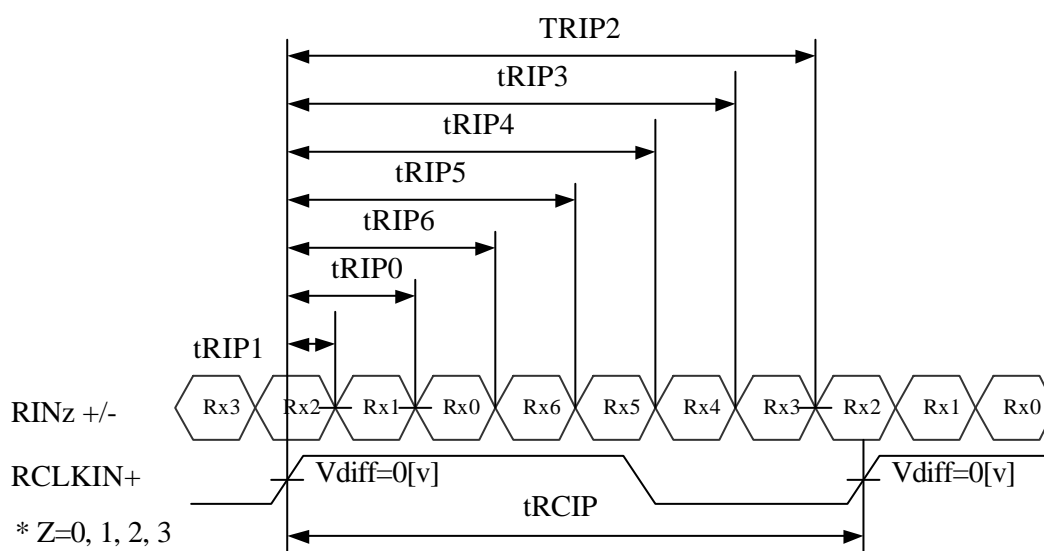 TRIP2
tRIP3
tRIP4
tRIP5
tRIP6
tRIP0
tRIP1
RINz +/-
Rx3 Rx2 Rx1 Rx0 Rx6 Rx5 Rx4 Rx3 Rx2 Rx1 Rx0
RCLKIN+
Vdiff=0[v] Vdiff=0[v]
tRCIP
* Z=0, 1, 2, 3